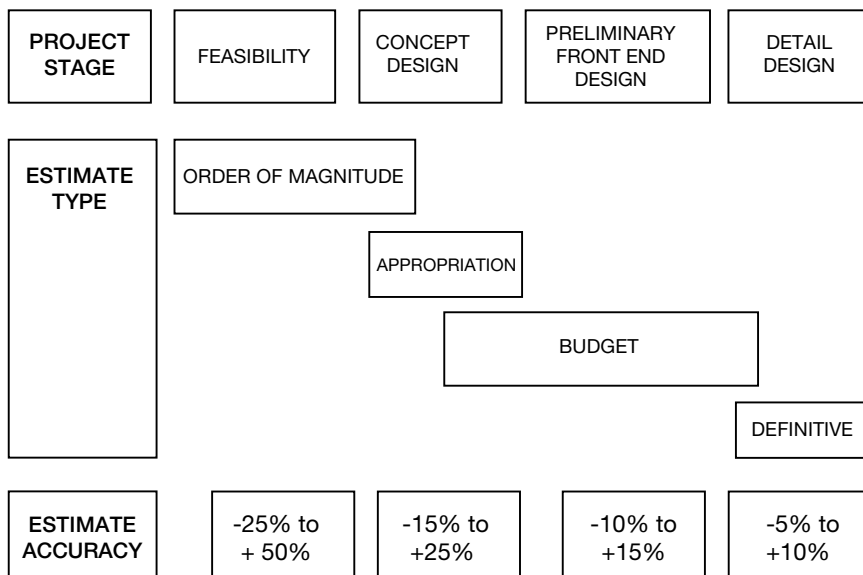 PROJECT
STAGE
FEASIBILITY
CONCEPT
DESIGN
PRELIMINARY
FRONT END
DESIGN
DETAIL
DESIGN
ESTIMATE
TYPE
ORDER OF MAGNITUDE
APPROPRIATION
BUDGET
DEFINITIVE
ESTIMATE
ACCURACY
-25% to
+ 50%
-15% to
+25%
-10% to
+15%
-5% to
+10%